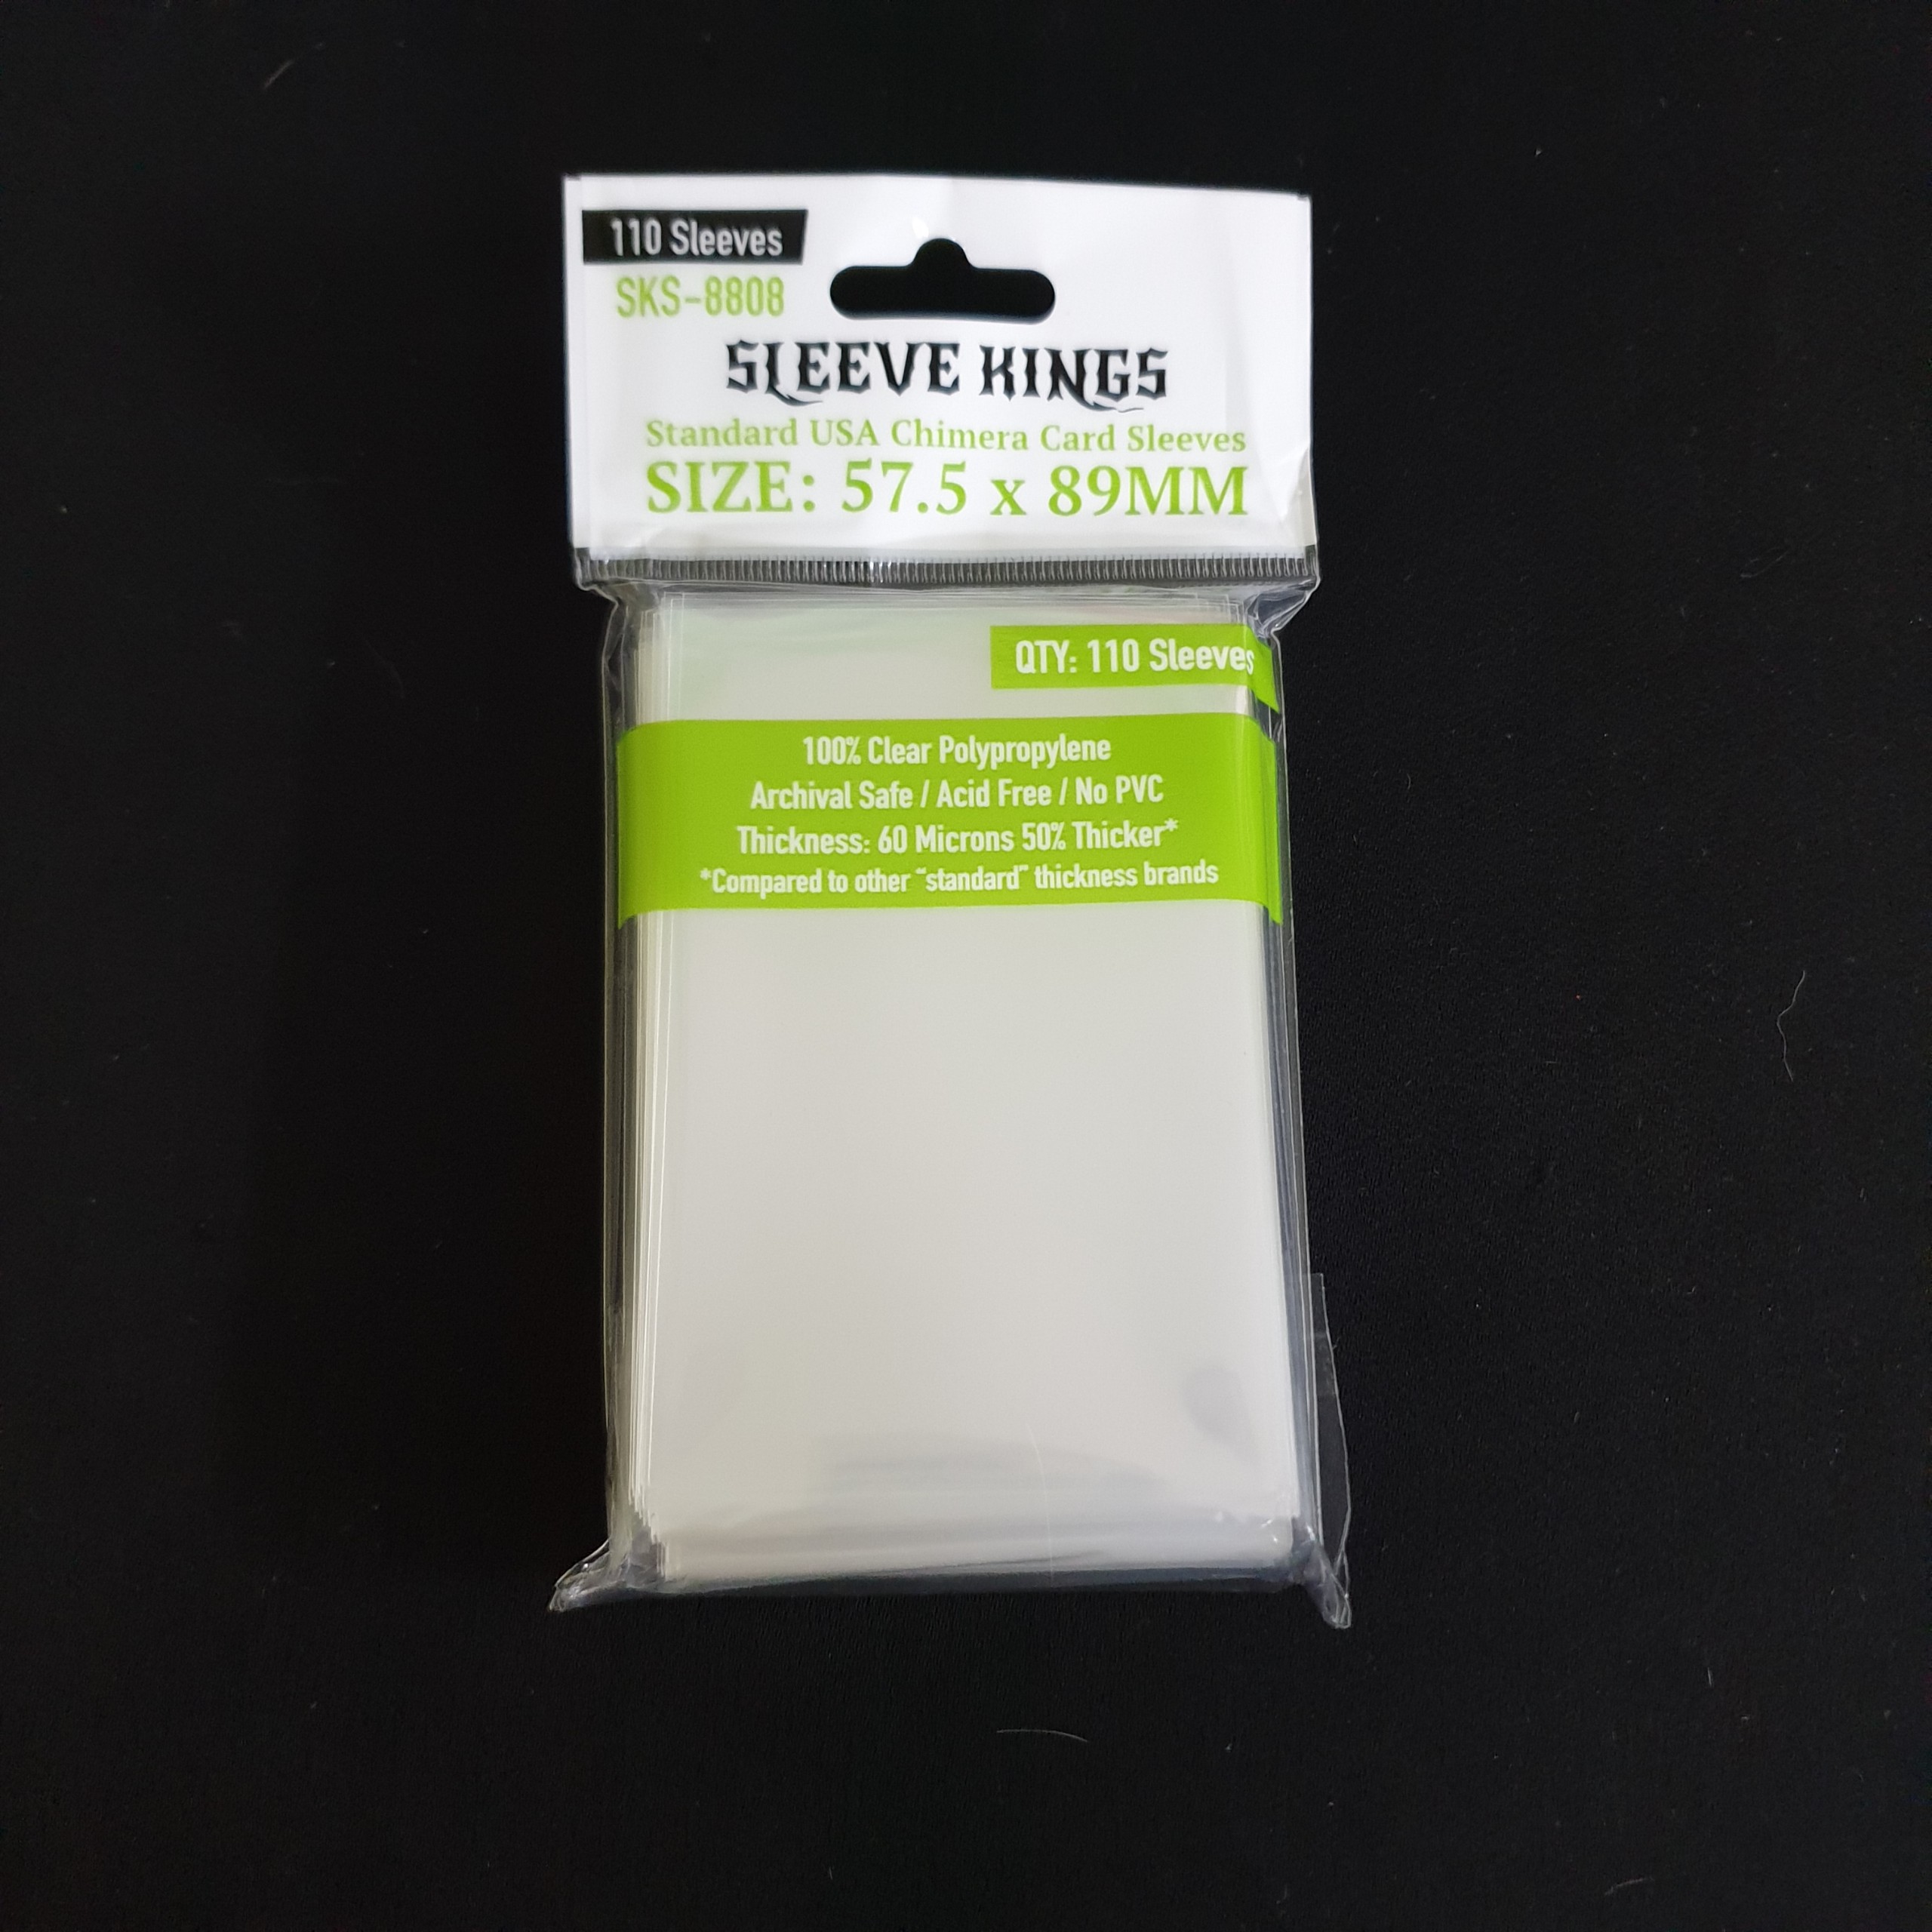 110 Sleeves
SKS-8808
SLEEVE KINGS
Standard USA Chimera Card Sleeves
SIZE: 57.5 x 89MM
QTY: 110 Sleeves
100% Clear Polypropylene
Archival Safe / Acid Free / No PVC
Thickness: 60 Microns 50% Thicker*
*Compared to other “standard” thickness brands